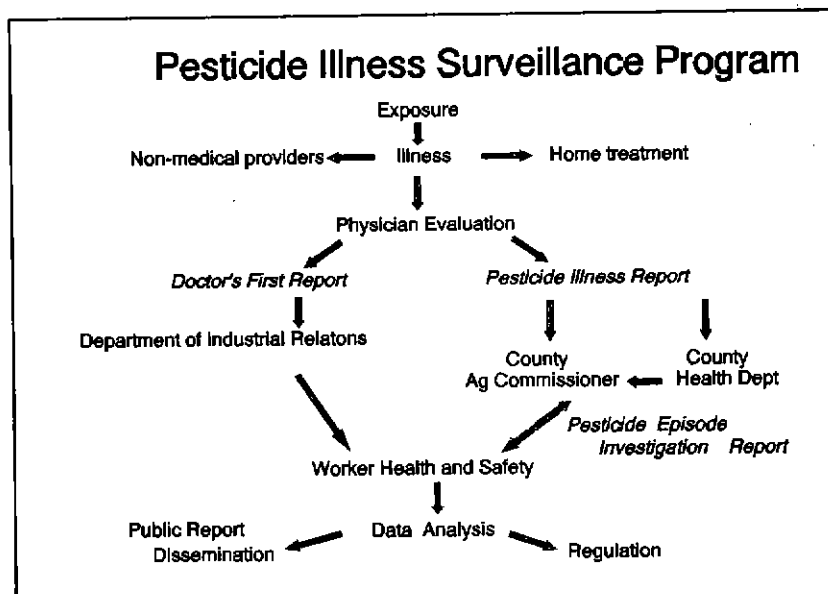 Pesticide Illness Surveillance Program
Exposure
Non-medical providers
Illness
Home treatment
Physician Evaluation
Doctor's First Report
Pesticide Illness Report
Department of Industrial Relatons
County
Ag Commissioner
County
Health Dept
Pesticide Episode
Investigation Report
Worker Health and Safety
Public Report
Dissemination
Data Analysis
Regulation